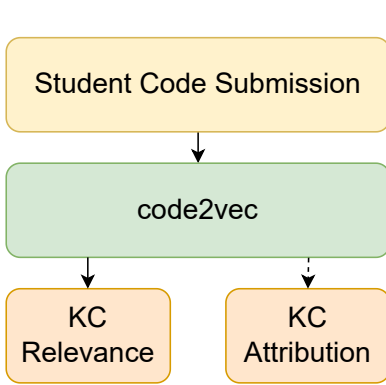 Student Code Submission
code2vec
KC
Relevance
KC
Attribution